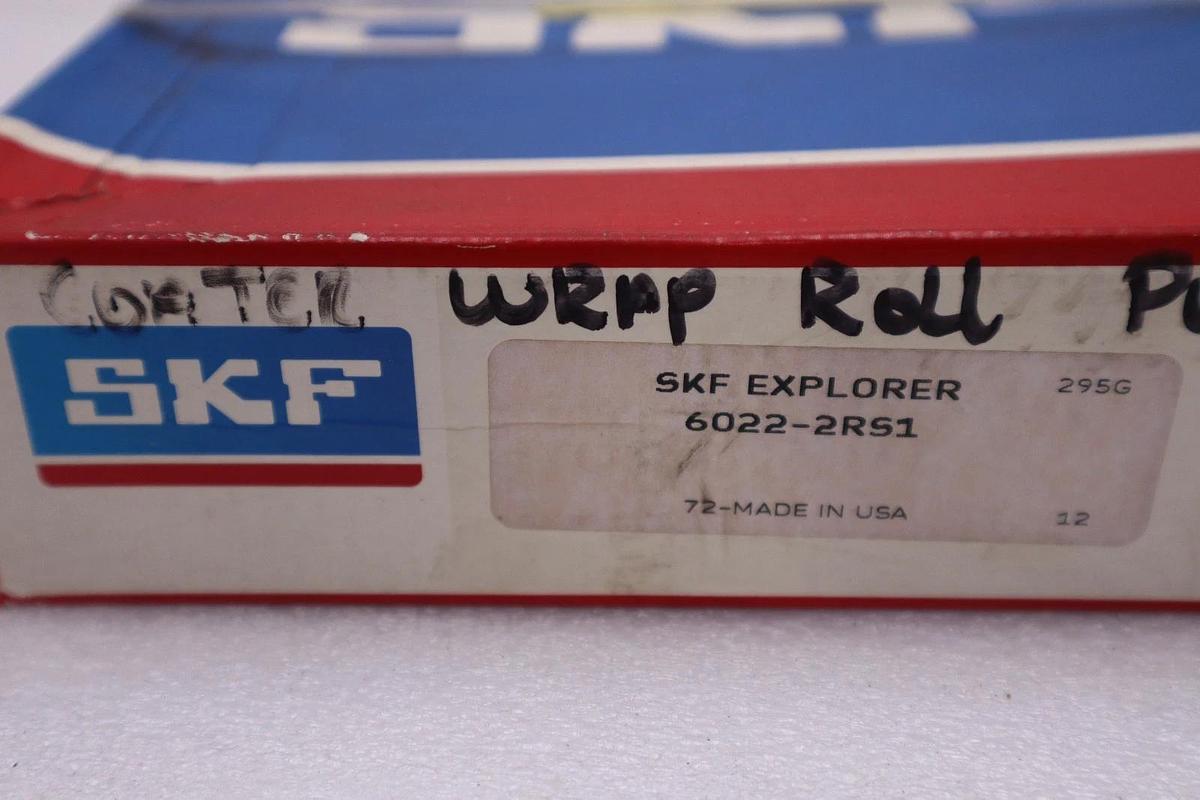 COATER WRAP Roll
SKF
SKF EXPLORER 295G
6022-2RS1
72-MADE IN USA 12